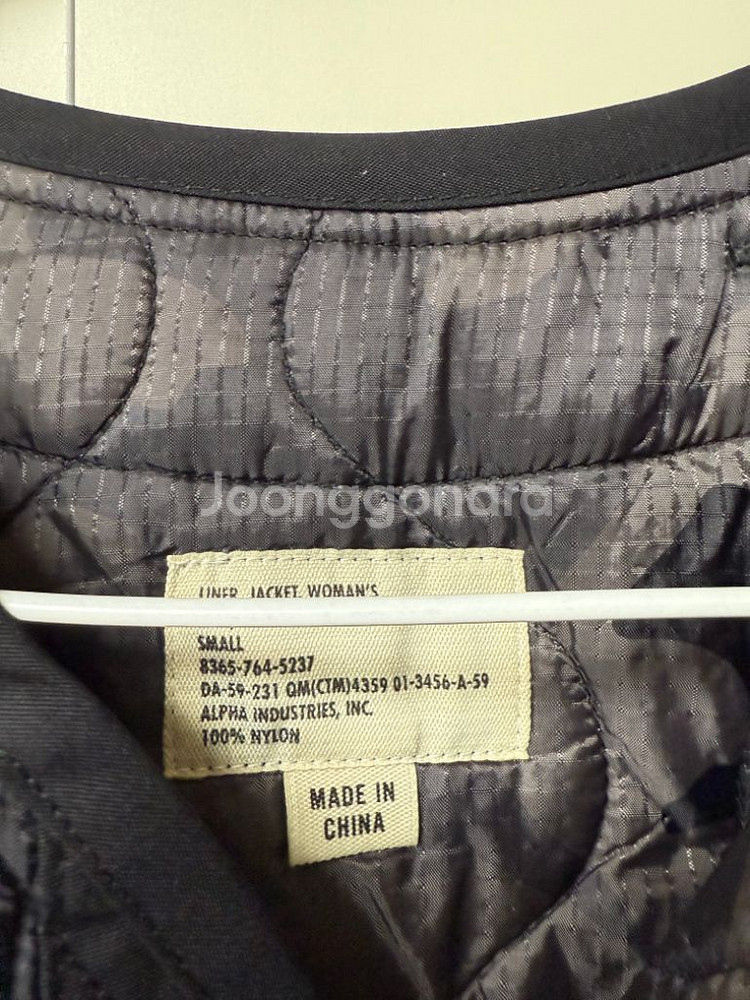 Joonggonara
LINER, JACKET, WOMAN'S
SMALL
8365-764-5237
DA-59-231 QM(CTM)4359 01-3456-A-59
ALPHA INDUSTRIES, INC.
100% NYLON
MADE IN
CHINA